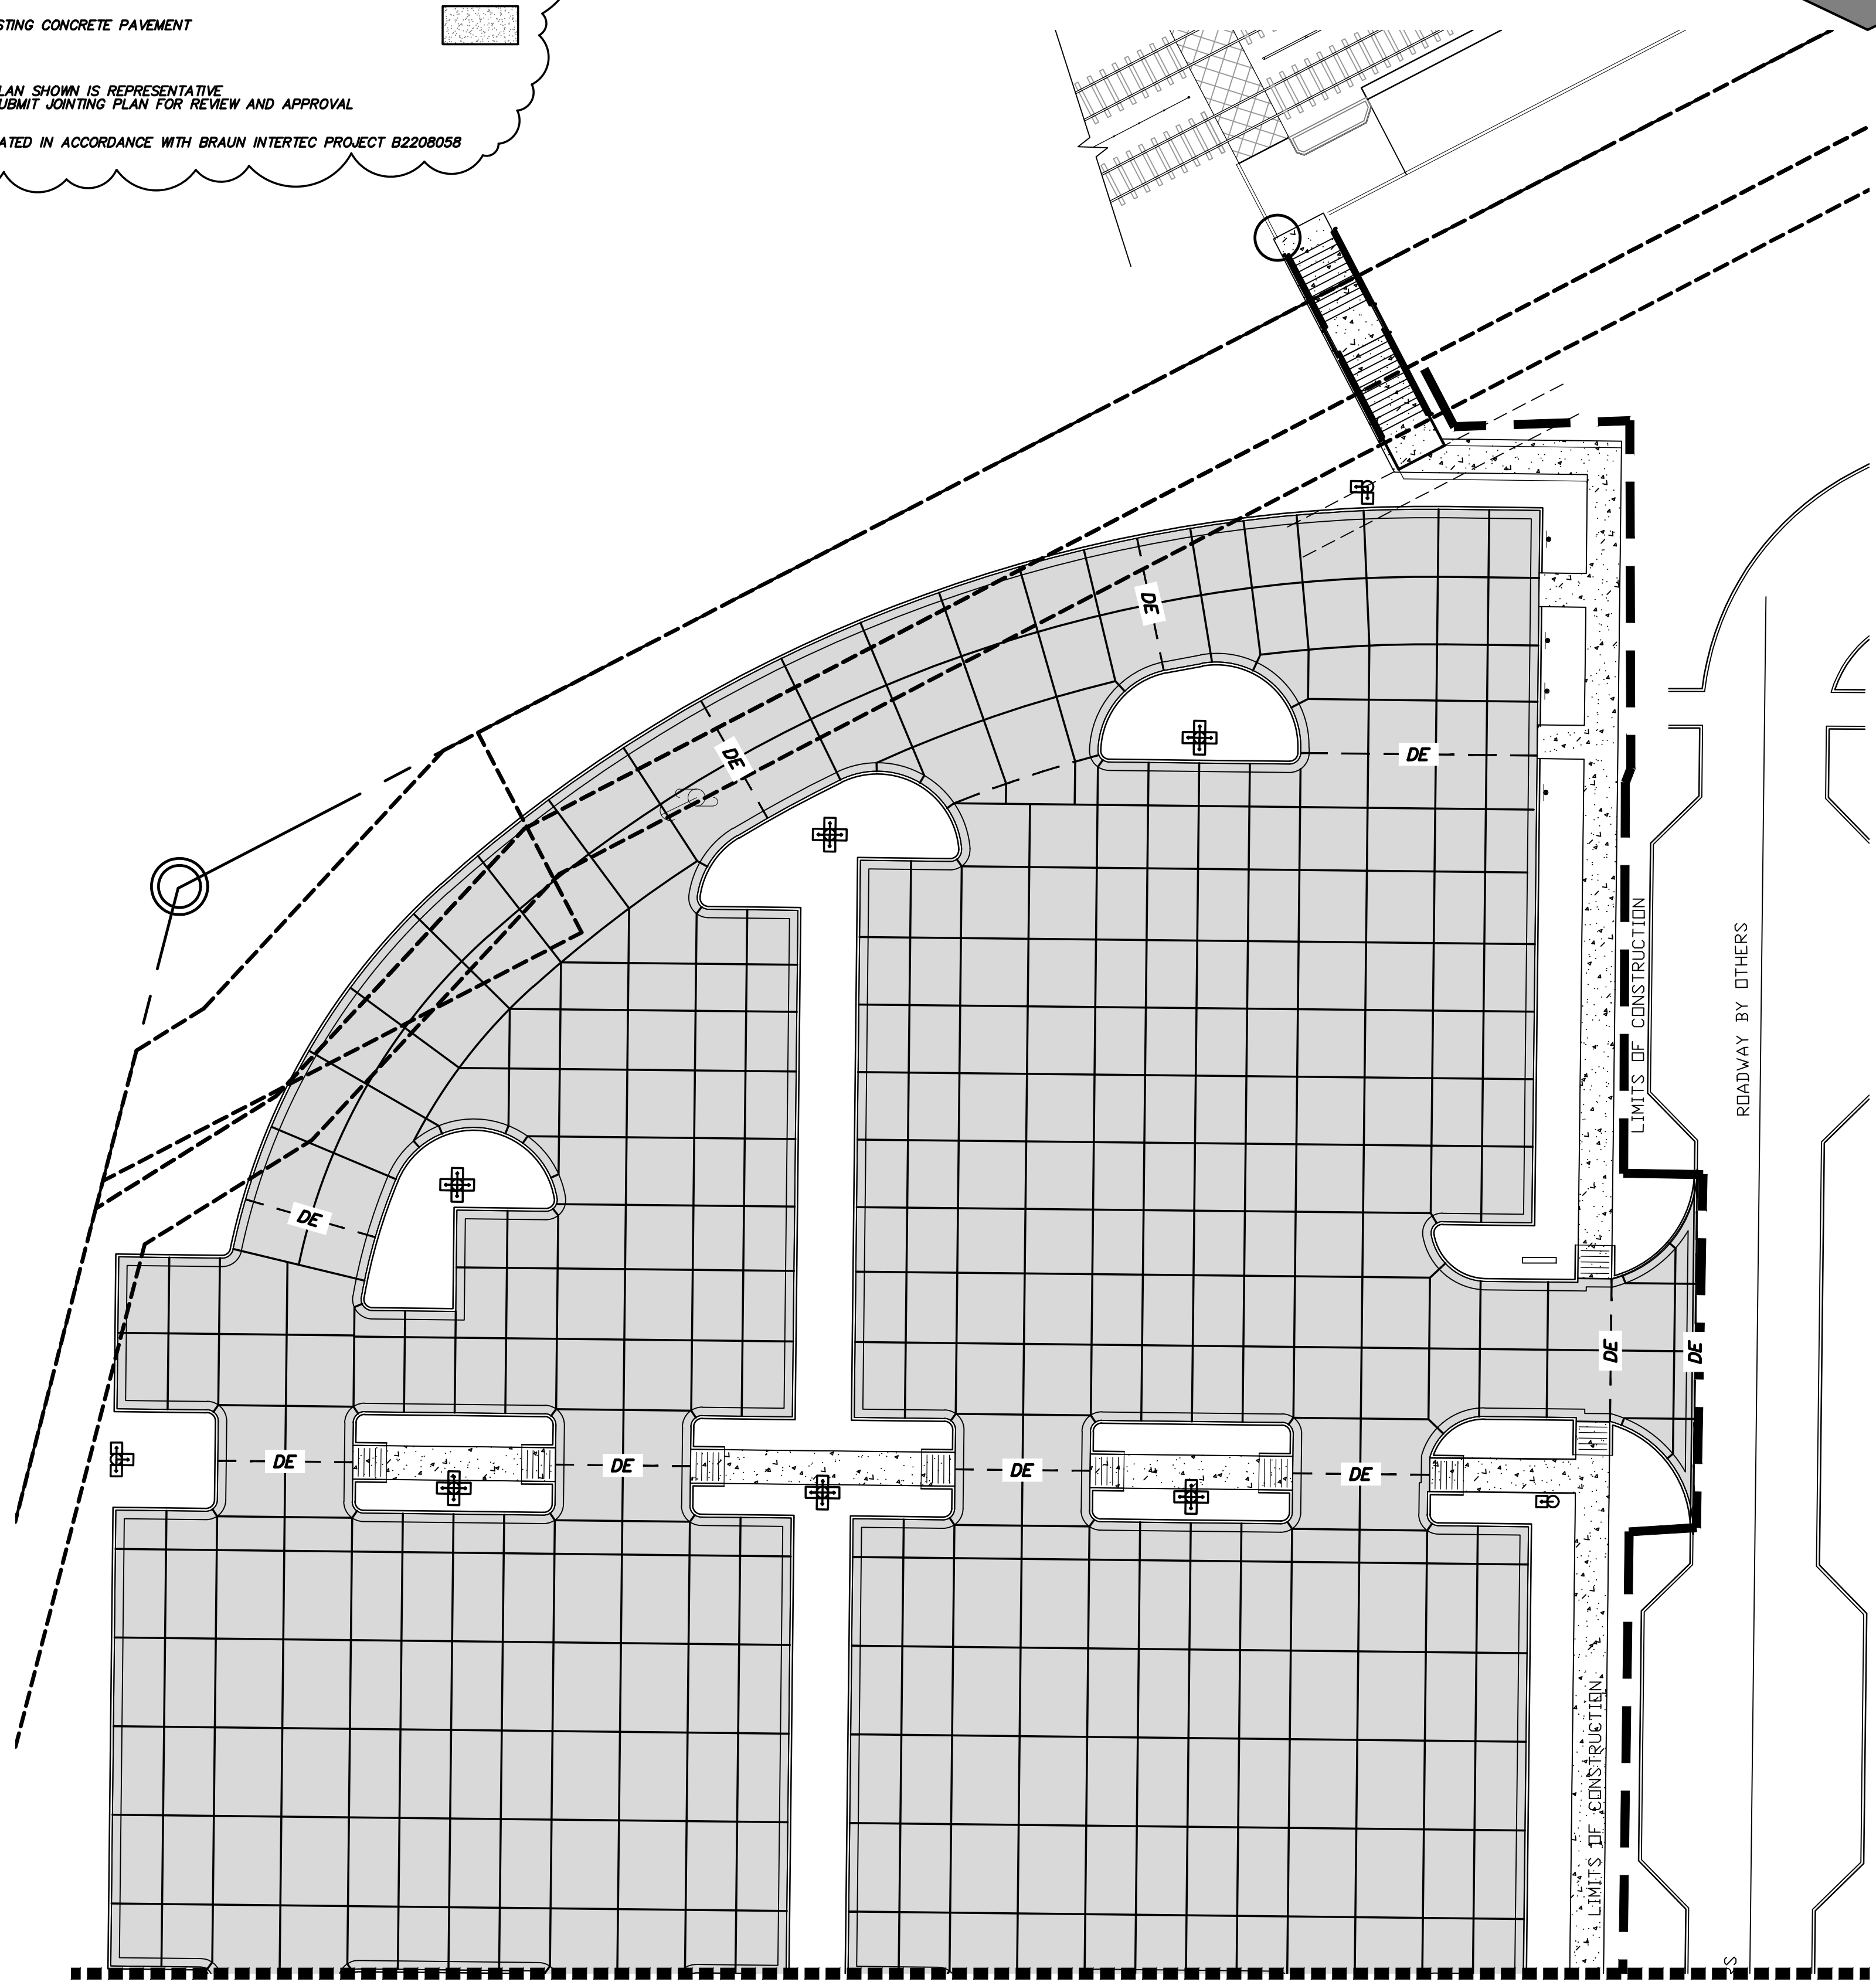 STING CONCRETE PAVEMENT
LAN SHOWN IS REPRESENTATIVE
UBMIT JOINTING PLAN FOR REVIEW AND APPROVAL
ATED IN ACCORDANCE WITH BRAUN INTERTEC PROJECT B2208058
DE
DE
DE
DE
LIMITS OF CONSTRUCTION
ROADWAY BY OTHERS
DE
DE
DE
DE
DE
DE
LIMITS OF CONSTRUCTION